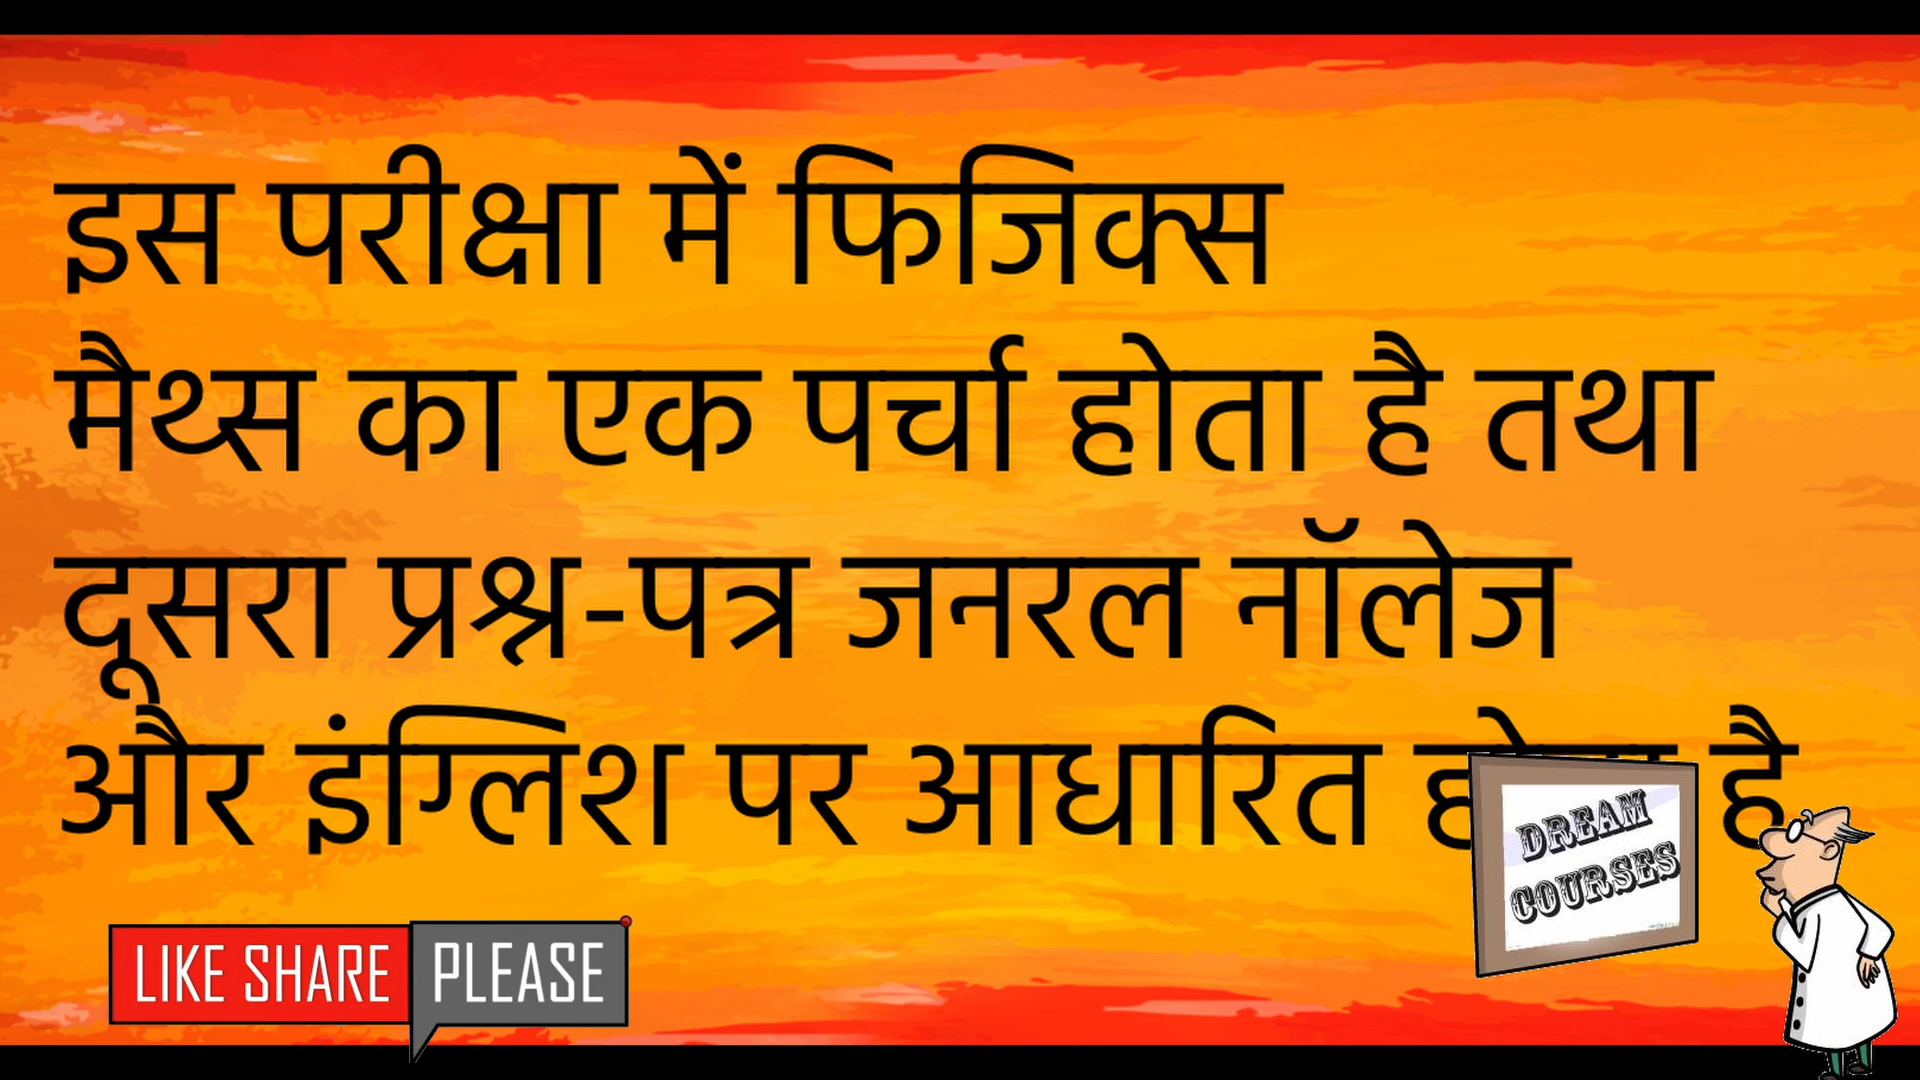 इस परीक्षा में फिजिक्स
मैथ्स का एक पर्चा होता है तथा
दूसरा प्रश्न-पत्र जनरल नॉलेज
और इंग्लिश पर आधारित है
DREAM
COURSES
LIKE SHARE PLEASE